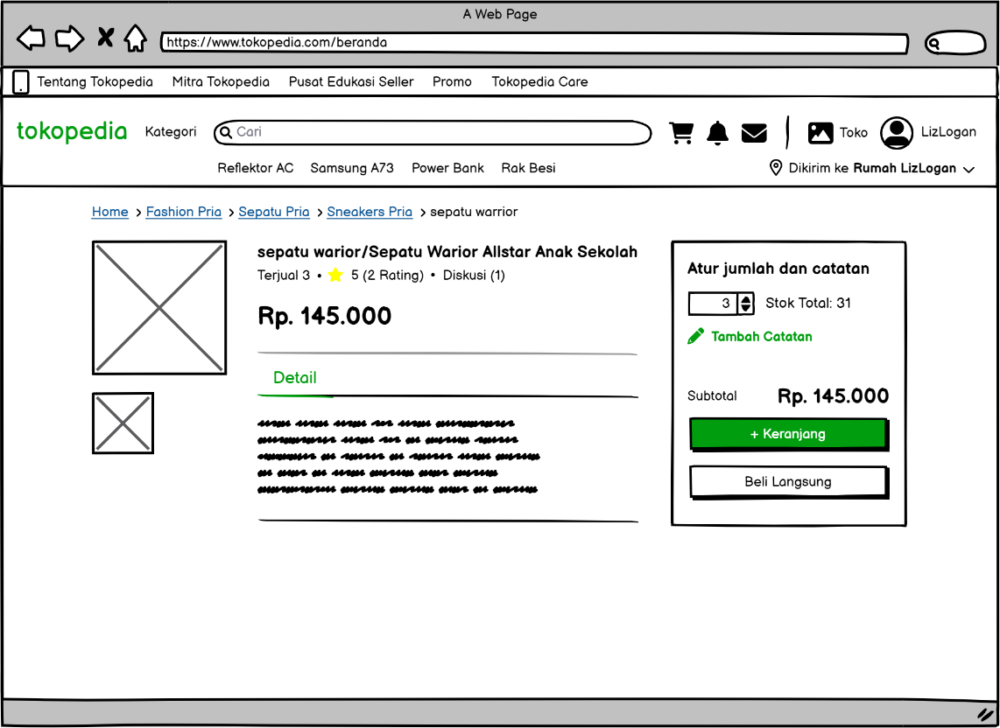 A Web Page
https://www.tokopedia.com/beranda
Tentang Tokopedia Mitra Tokopedia Pusat Edukasi Seller Promo Tokopedia Care
tokopedia Kategori Cari Toko LizLogan
Reflektor AC Samsung A73 Power Bank Rak Besi Dikirim ke Rumah LizLogan
Home > Fashion Pria > Sepatu Pria > Sneakers Pria > sepatu warrior
sepatu warior/Sepatu Warior Allstar Anak Sekolah
Terjual 3 • 5 (2 Rating) • Diskusi (1)
Rp. 145.000
Detail
Atur jumlah dan catatan
3 Stok Total: 31
Tambah Catatan
Subtotal Rp. 145.000
+ Keranjang
Beli Langsung